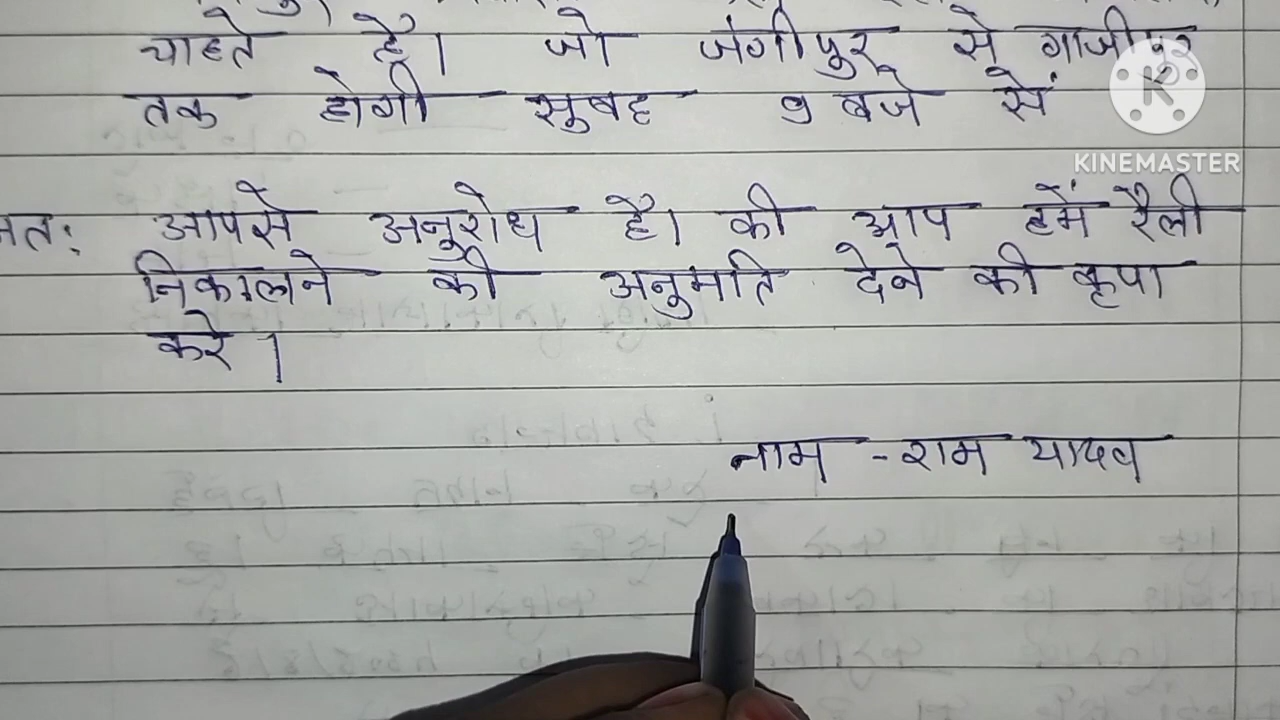 चाहते हैं। जो जंगीपुर से गाजीपुर
तक होगी सुबह 9 बजे सें
अतः आपसे अनुरोध है। की आप हमें रैली
निकालने की अनुमति देने की कृपा
करे।
नाम - राम यादव
KINEMASTER